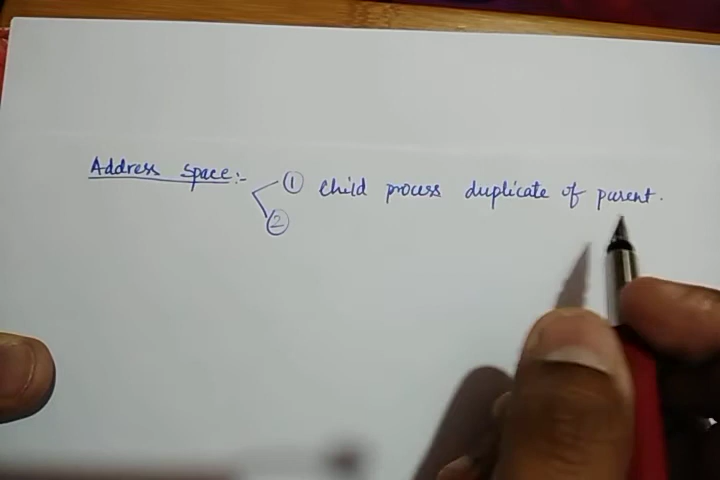 Address space:- ① Child process duplicate of parent.
②